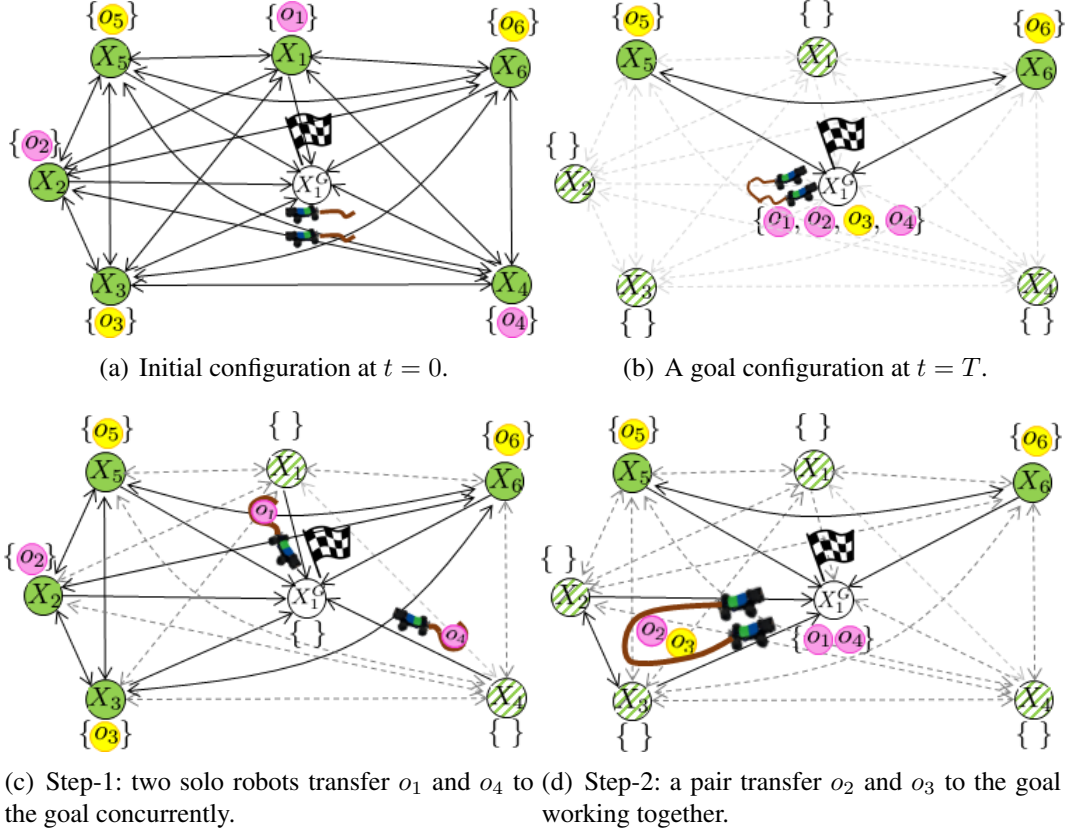 {o₅} {o₁} {o₆}
X₅ X₁ X₆
{o₂}
X₂ X₁ᴳ
X₃ X₄
{o₃} {o₄}
(a) Initial configuration at t = 0.
{o₅} { } {o₆}
X₅ X₁ X₆
{ }
X₂ X₁ᴳ
{o₁, o₂, o₃, o₄}
X₃ X₄
{ } { }
(b) A goal configuration at t = T.
{o₅} { } {o₆}
X₅ X₁ X₆
o₁
{o₂}
X₂ X₁ᴳ
{ } o₄
X₃ X₄
{o₃} { }
(c) Step-1: two solo robots transfer o₁ and o₄ to
the goal concurrently.
{o₅} { } {o₆}
X₅ X₁ X₆
{ }
X₂ X₁ᴳ
o₂ o₃ {o₁ o₄}
X₃ X₄
{ } { }
(d) Step-2: a pair transfer o₂ and o₃ to the goal
working together.